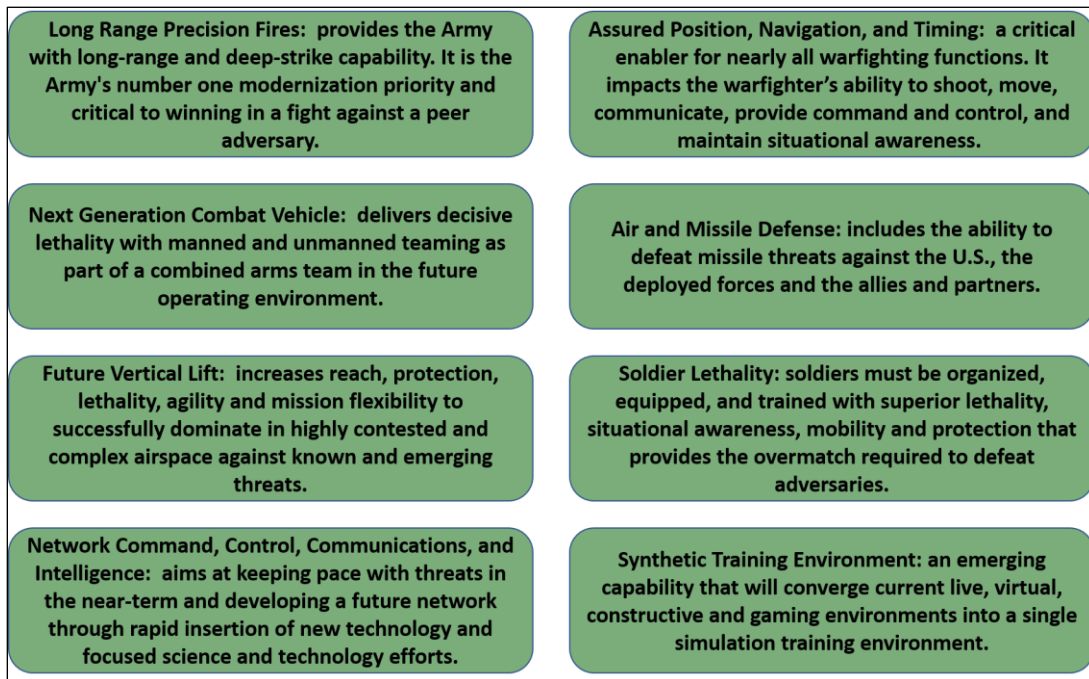 Long Range Precision Fires:  provides the Army
with long-range and deep-strike capability. It is the
Army's number one modernization priority and
critical to winning in a fight against a peer
adversary.
Assured Position, Navigation, and Timing:  a critical
enabler for nearly all warfighting functions. It
impacts the warfighter’s ability to shoot, move,
communicate, provide command and control, and
maintain situational awareness.
Next Generation Combat Vehicle:  delivers decisive
lethality with manned and unmanned teaming as
part of a combined arms team in the future
operating environment.
Air and Missile Defense: includes the ability to
defeat missile threats against the U.S., the
deployed forces and the allies and partners.
Future Vertical Lift:  increases reach, protection,
lethality, agility and mission flexibility to
successfully dominate in highly contested and
complex airspace against known and emerging
threats.
Soldier Lethality: soldiers must be organized,
equipped, and trained with superior lethality,
situational awareness, mobility and protection that
provides the overmatch required to defeat
adversaries.
Network Command, Control, Communications, and
Intelligence:  aims at keeping pace with threats in
the near-term and developing a future network
through rapid insertion of new technology and
focused science and technology efforts.
Synthetic Training Environment: an emerging
capability that will converge current live, virtual,
constructive and gaming environments into a single
simulation training environment.